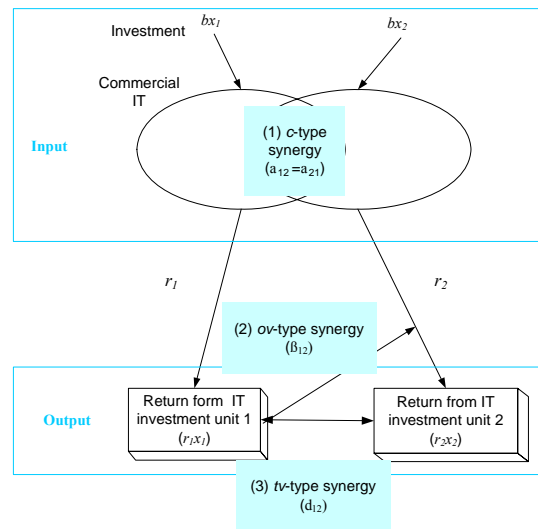 Investment
bx₁
bx₂
Commercial
IT
(1) c-type
synergy
(a₁₂=a₂₁)
Input
r₁
r₂
(2) ov-type synergy
(ß₁₂)
Output
Return form IT
investment unit 1
(r₁x₁)
Return from IT
investment unit 2
(r₂x₂)
(3) tv-type synergy
(d₁₂)